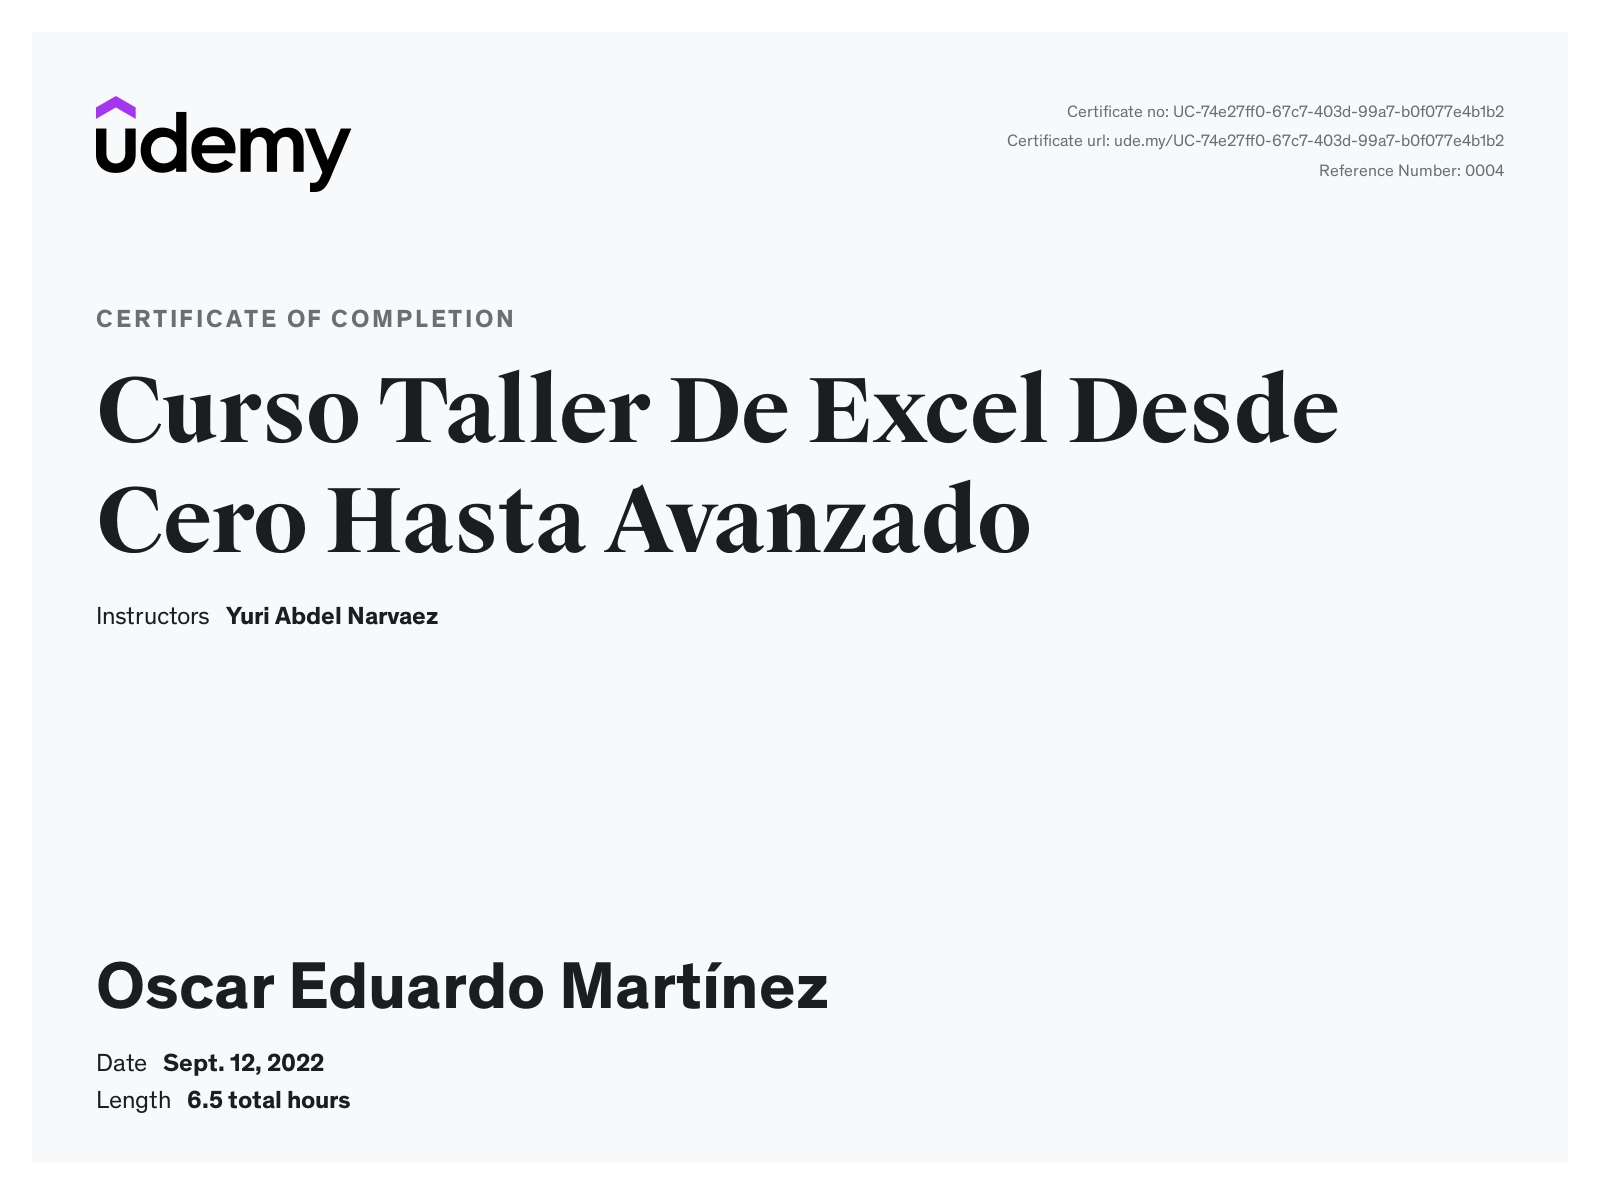 udemy
Certificate no: UC-74e27ff0-67c7-403d-99a7-b0f077e4b1b2
Certificate url: ude.my/UC-74e27ff0-67c7-403d-99a7-b0f077e4b1b2
Reference Number: 0004
CERTIFICATE OF COMPLETION
Curso Taller De Excel Desde
Cero Hasta Avanzado
Instructors Yuri Abdel Narvaez
Oscar Eduardo Martínez
Date Sept. 12, 2022
Length 6.5 total hours